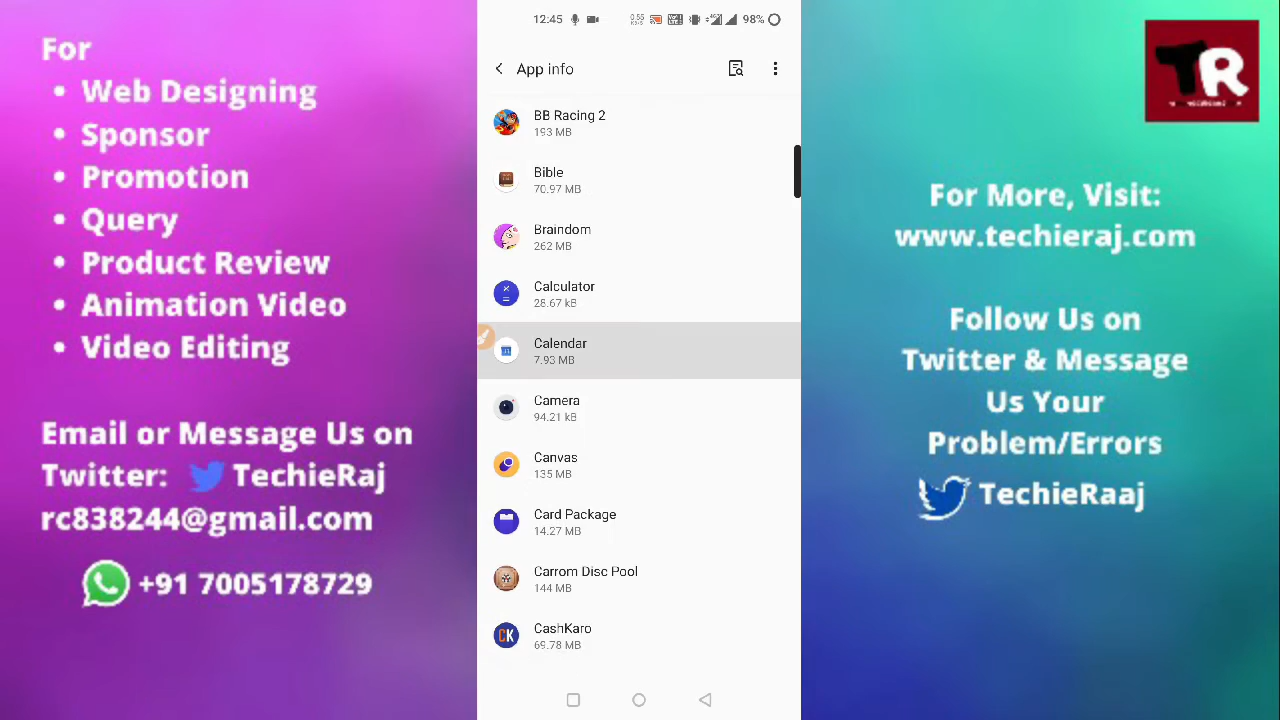 For
• Web Designing
• Sponsor
• Promotion
• Query
• Product Review
• Animation Video
• Video Editing
Email or Message Us on
Twitter: TechieRaj
rc838244@gmail.com
+91 7005178729
12:45
98%
App info
BB Racing 2
193 MB
Bible
70.97 MB
Braindom
262 MB
Calculator
28.67 kB
Calendar
7.93 MB
Camera
94.21 kB
Canvas
135 MB
Card Package
14.27 MB
Carrom Disc Pool
144 MB
CK
CashKaro
69.78 MB
TR
For More, Visit:
www.techieraj.com
Follow Us on
Twitter & Message
Us Your
Problem/Errors
TechieRaaj